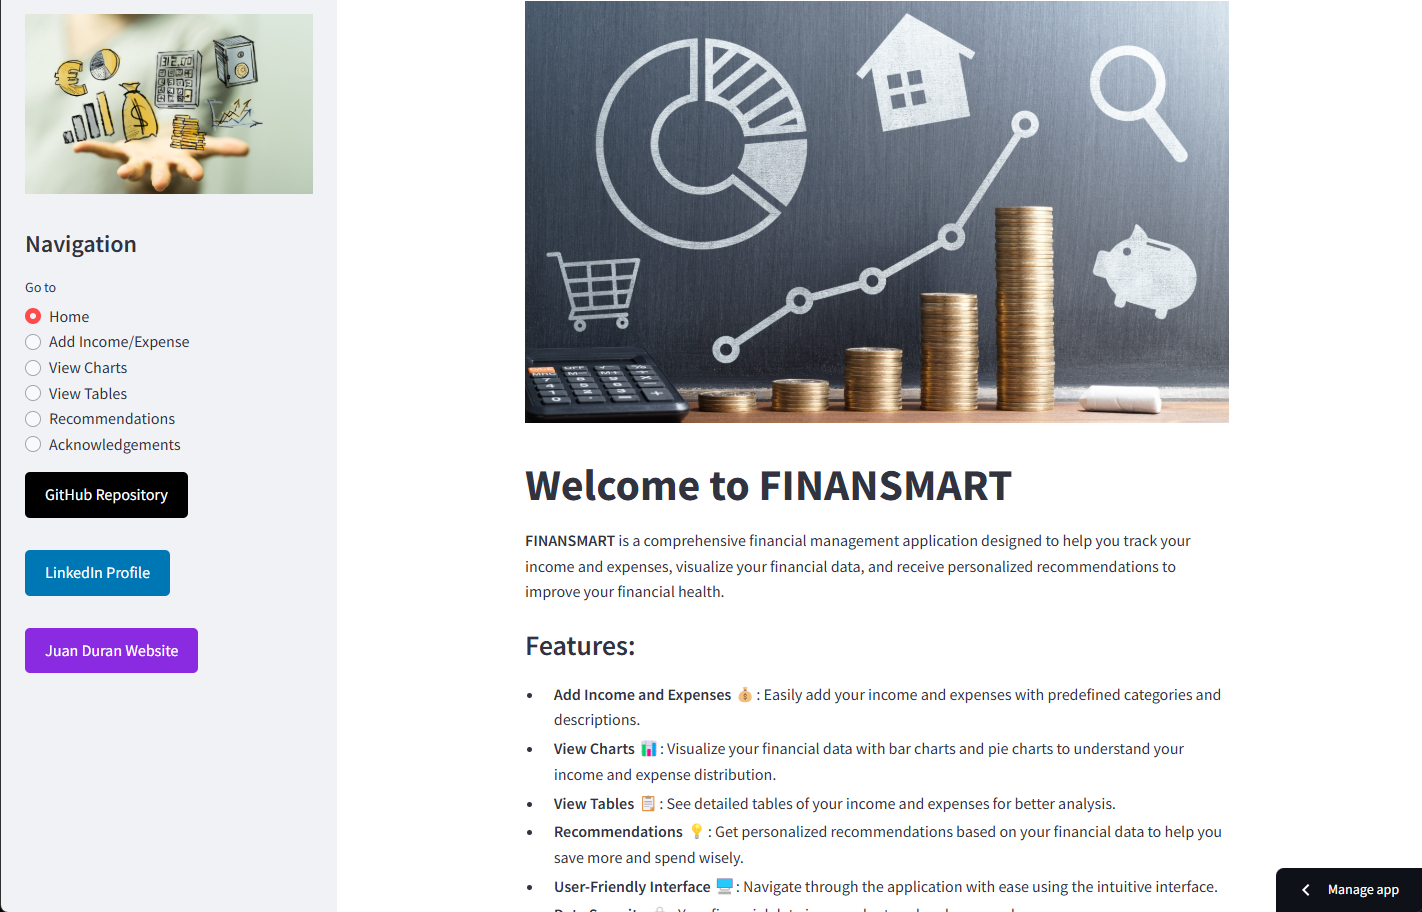 Navigation
Go to
Home
Add Income/Expense
View Charts
View Tables
Recommendations
Acknowledgements
GitHub Repository
LinkedIn Profile
Juan Duran Website
Welcome to FINANSMART
FINANSMART is a comprehensive financial management application designed to help you track your
income and expenses, visualize your financial data, and receive personalized recommendations to
improve your financial health.
Features:
Add Income and Expenses 💰 : Easily add your income and expenses with predefined categories and
descriptions.
View Charts 📊 : Visualize your financial data with bar charts and pie charts to understand your
income and expense distribution.
View Tables 📋 : See detailed tables of your income and expenses for better analysis.
Recommendations 💡 : Get personalized recommendations based on your financial data to help you
save more and spend wisely.
User-Friendly Interface 🖥️ : Navigate through the application with ease using the intuitive interface.
Manage app